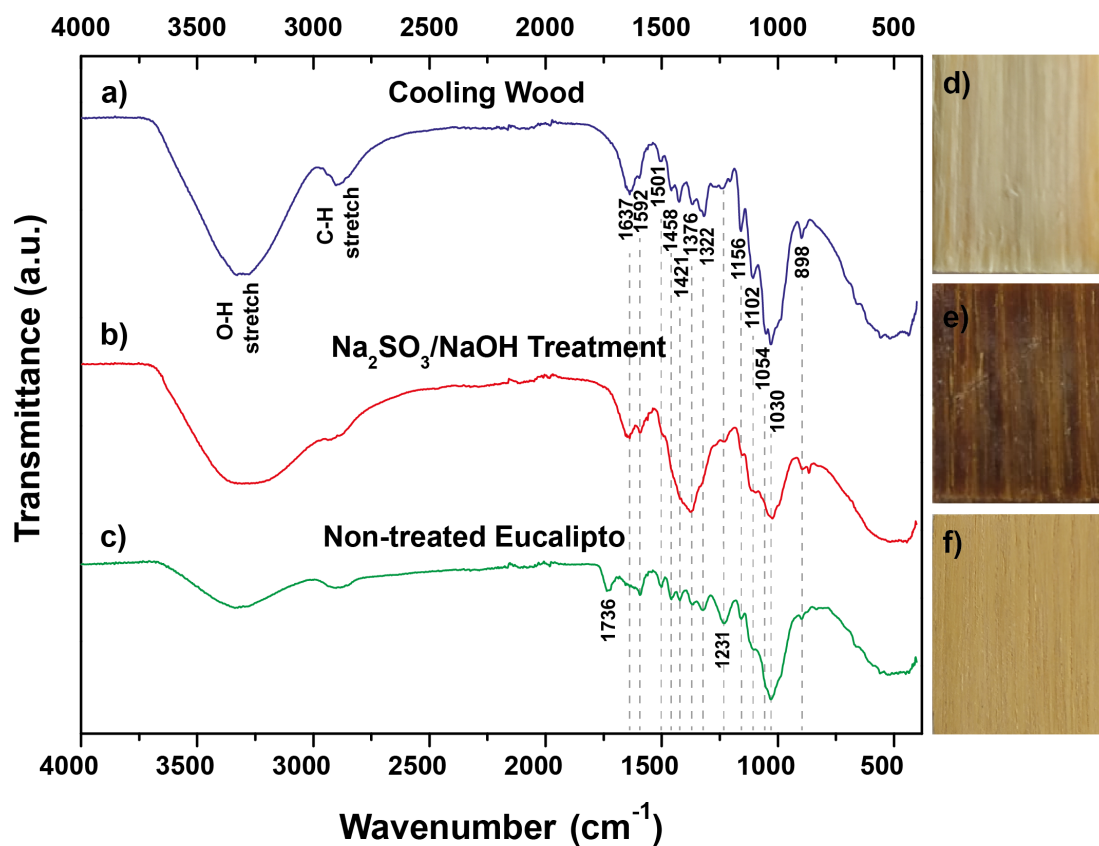 4000 3500 3000 2500 2000 1500 1000 500
a)
Cooling Wood
d)
C-H
stretch
O-H
stretch
1637
1592
1501
1458
1421
1376
1322
1156
1102
1054
1030
898
b)
Na₂SO₃/NaOH Treatment
e)
c)
Non-treated Eucalipto
f)
1736
1231
Transmittance (a.u.)
4000 3500 3000 2500 2000 1500 1000 500
Wavenumber (cm⁻¹)